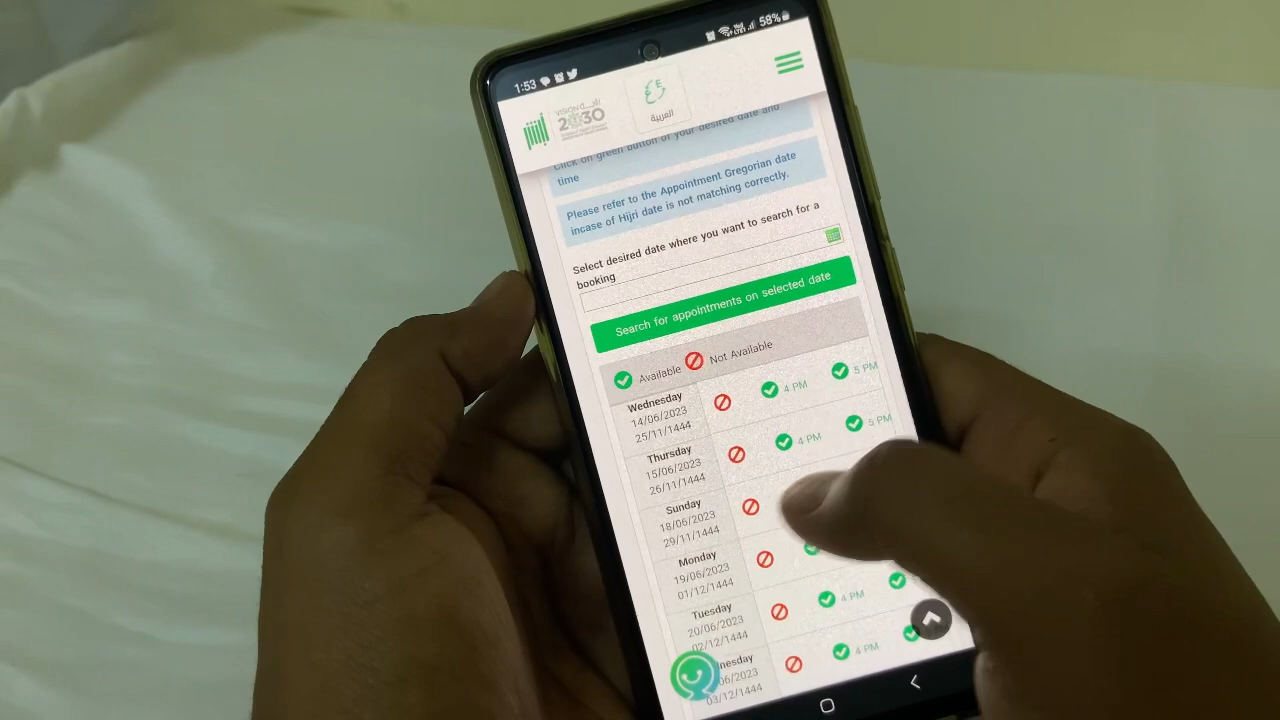 1:53
58%
VISION رؤية
2030
العربية
Click on green button of your desired date and
time
Please refer to the Appointment Gregorian date
incase of Hijri date is not matching correctly.
Select desired date where you want to search for a
booking
Search for appointments on selected date
Available Not Available
Wednesday
14/06/2023
25/11/1444
4 PM 5 PM
Thursday
15/06/2023
26/11/1444
4 PM 5 PM
Sunday
18/06/2023
29/11/1444
Monday
19/06/2023
01/12/1444
Tuesday
20/06/2023
02/12/1444
4 PM
nesday
06/2023
03/12/1444
4 PM